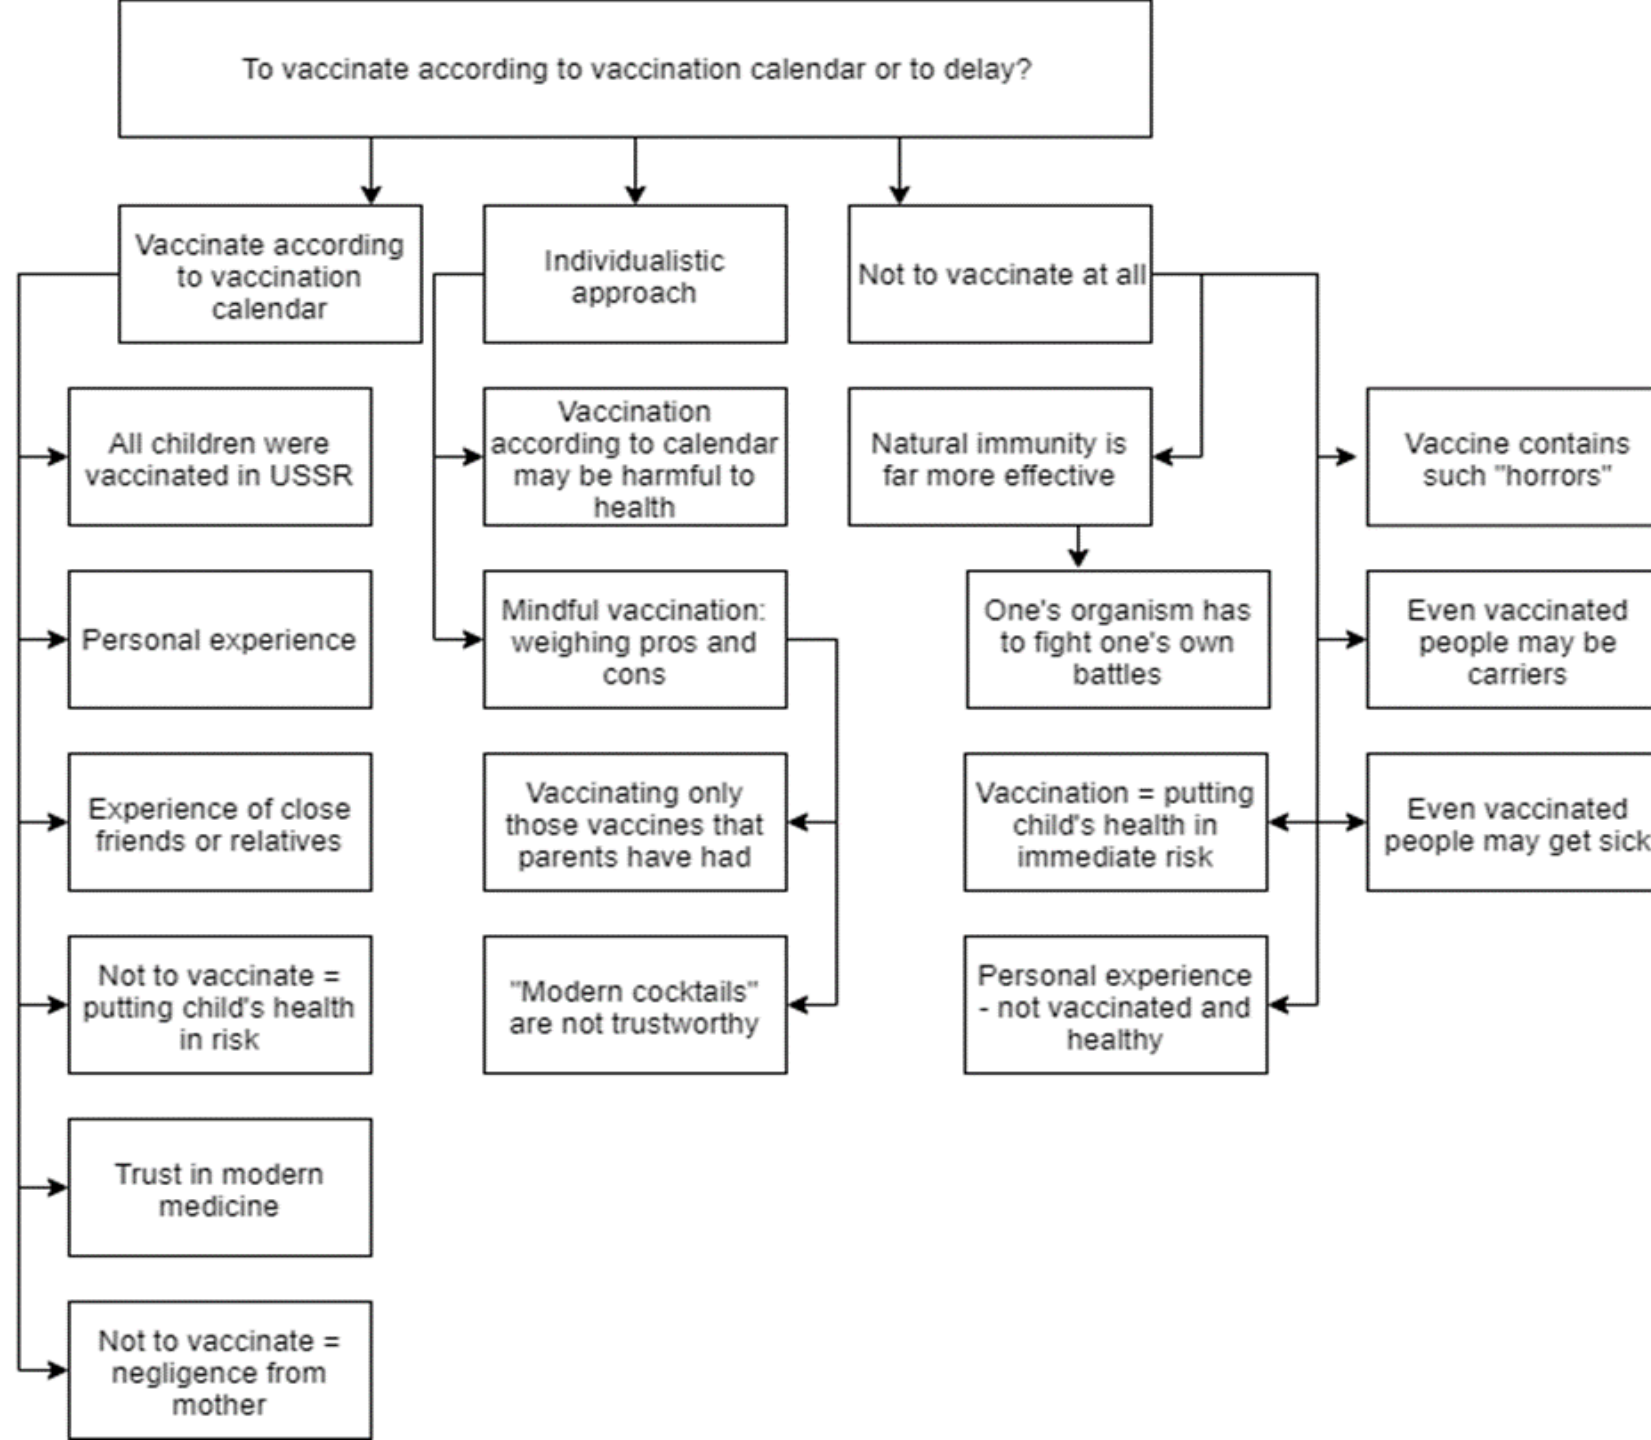 To vaccinate according to vaccination calendar or to delay?
Vaccinate according
to vaccination
calendar
Individualistic
approach
Not to vaccinate at all
All children were
vaccinated in USSR
Vaccination
according to calendar
may be harmful to
health
Natural immunity is
far more effective
Vaccine contains
such "horrors"
Personal experience
Mindful vaccination:
weighing pros and
cons
One's organism has
to fight one's own
battles
Even vaccinated
people may be
carriers
Experience of close
friends or relatives
Vaccinating only
those vaccines that
parents have had
Vaccination = putting
child's health in
immediate risk
Even vaccinated
people may get sick
Not to vaccinate =
putting child's health
in risk
"Modern cocktails"
are not trustworthy
Personal experience
- not vaccinated and
healthy
Trust in modern
medicine
Not to vaccinate =
negligence from
mother